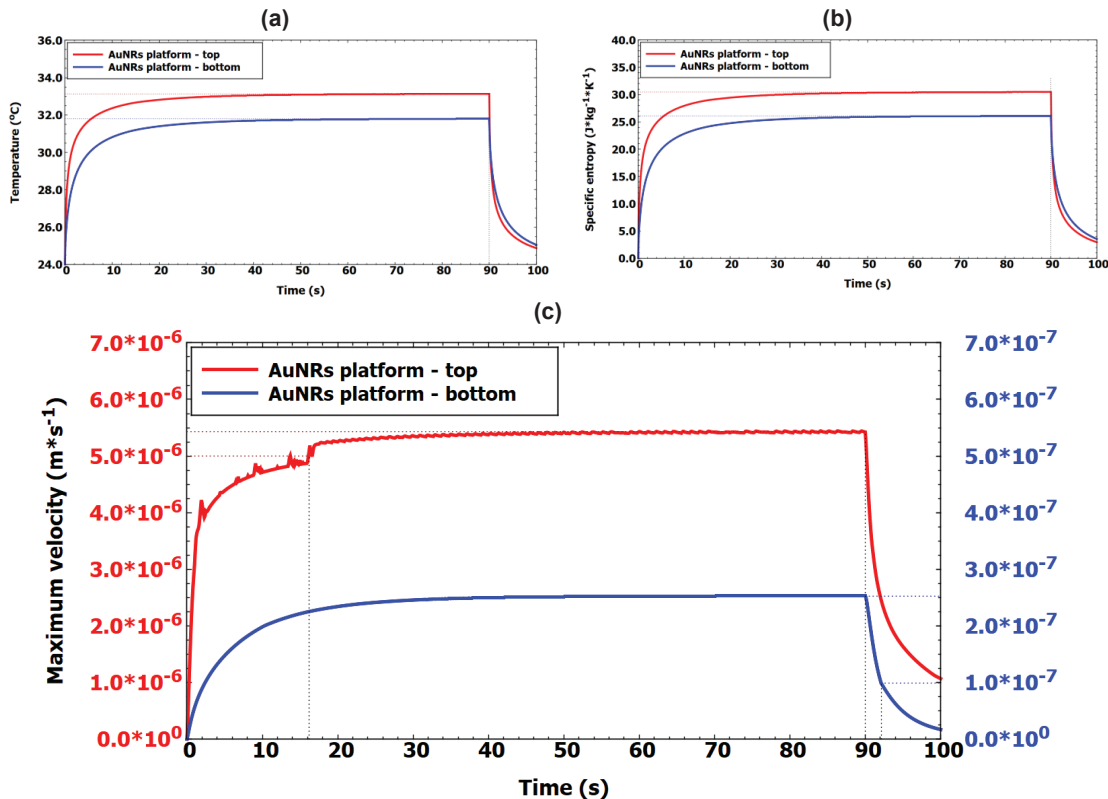 (a)
36.0
33.0
32.0
30.0
28.0
26.0
24.0
AuNRs platform - top
AuNRs platform - bottom
Temperature (°C)
0 10 20 30 40 50 60 70 80 90 100
Time (s)
(b)
40.0
35.0
30.0
25.0
20.0
15.0
10.0
5.0
0.0
AuNRs platform - top
AuNRs platform - bottom
Specific entropy (J*kg-1*K-1)
0 10 20 30 40 50 60 70 80 90 100
Time (s)
(c)
7.0*10-6
6.0*10-6
5.0*10-6
4.0*10-6
3.0*10-6
2.0*10-6
1.0*10-6
0.0*100
AuNRs platform - top
AuNRs platform - bottom
Maximum velocity (m*s-1)
7.0*10-7
6.0*10-7
5.0*10-7
4.0*10-7
3.0*10-7
2.0*10-7
1.0*10-7
0.0*100
0 10 20 30 40 50 60 70 80 90 100
Time (s)